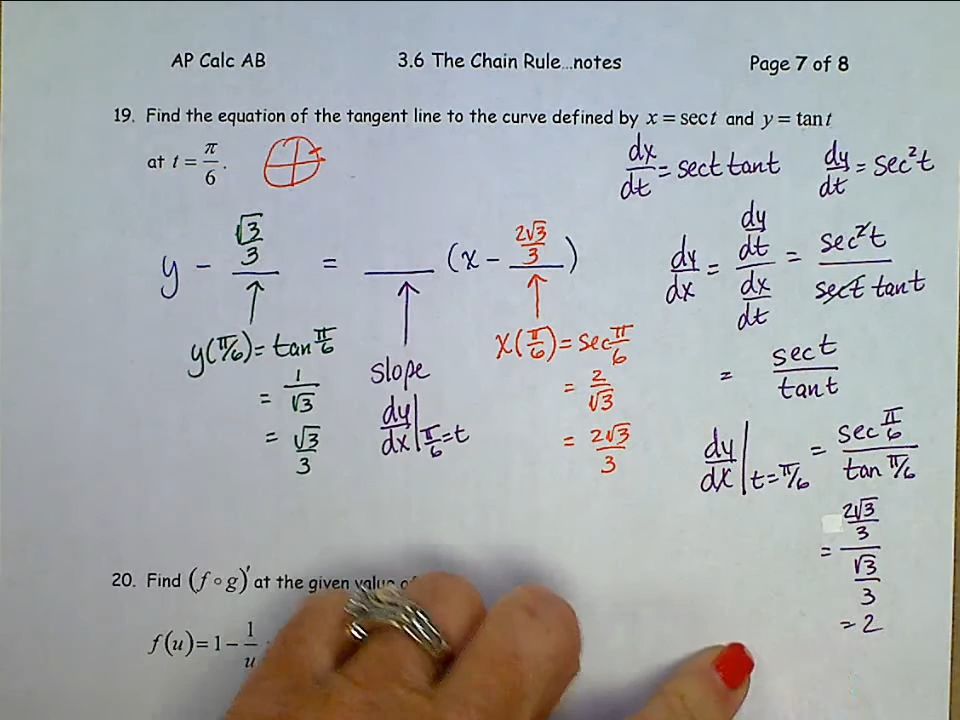 AP Calc AB 3.6 The Chain Rule…notes Page 7 of 8
19. Find the equation of the tangent line to the curve defined by x = sec t and y = tan t
at t = π/6.
dx/dt = sect tant dy/dt = sec²t
y - √3/3 = ____ (x - 2√3/3)
dy/dx = (dy/dt)/(dx/dt) = sec²t/(sect tant)
y(π/6) = tan π/6
= 1/√3
= √3/3
slope
dy/dx | π/6=t
x(π/6) = sec π/6
= 2/√3
= 2√3/3
= sect/tant
dy/dx | t=π/6 = sec π/6 / tan π/6
= (2√3/3)/(√3/3)
= 2
20. Find (f∘g)' at the given value of
f(u)=1-1/u